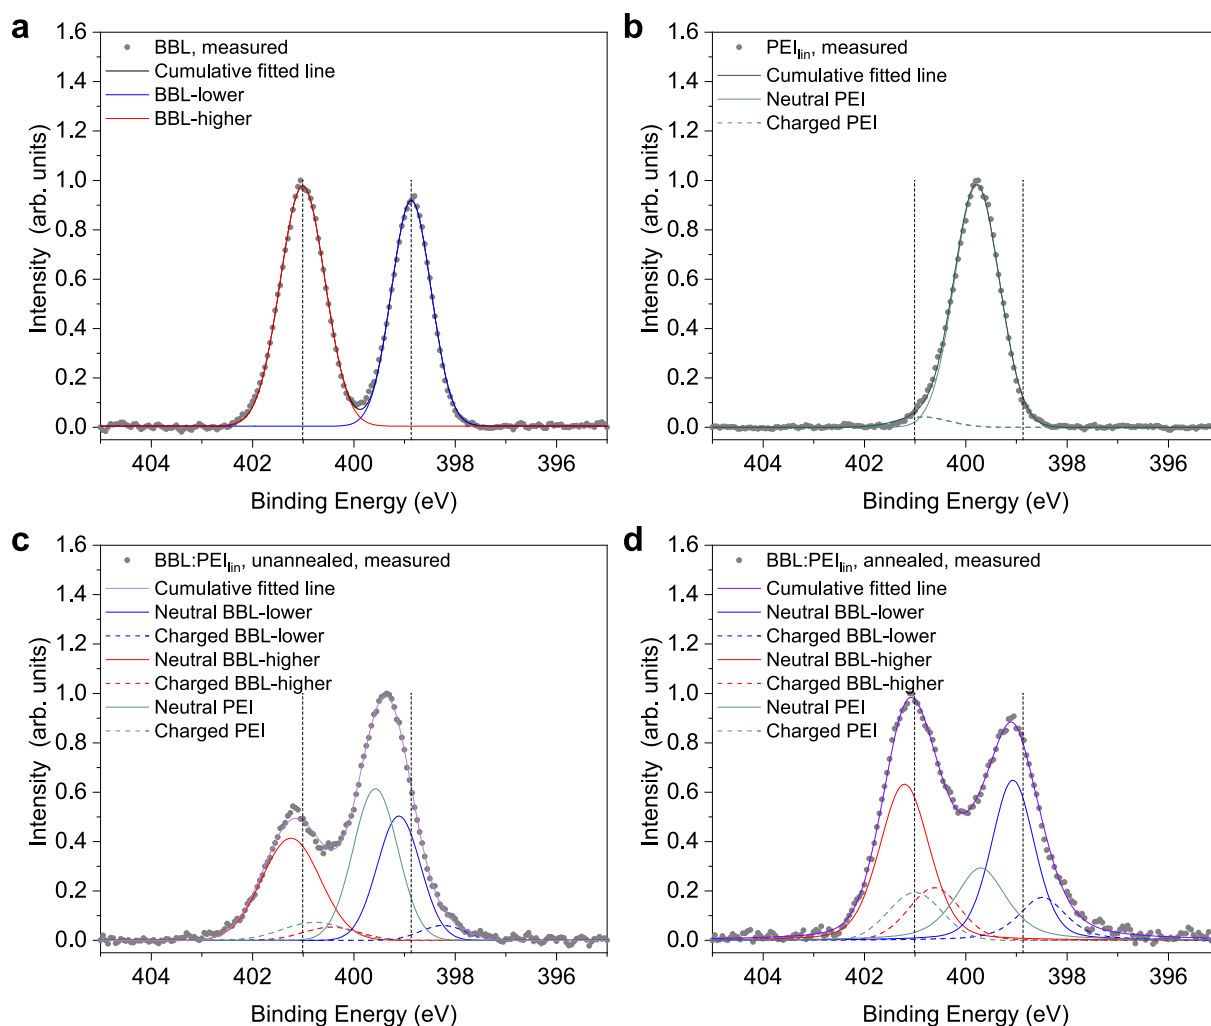 a
BBL, measured
Cumulative fitted line
BBL-lower
BBL-higher
1.6
1.4
1.2
1.0
0.8
0.6
0.4
0.2
0.0
Intensity (arb. units)
404 402 400 398 396
Binding Energy (eV)
b
PEIlin, measured
Cumulative fitted line
Neutral PEI
Charged PEI
1.6
1.4
1.2
1.0
0.8
0.6
0.4
0.2
0.0
Intensity (arb. units)
404 402 400 398 396
Binding Energy (eV)
c
BBL:PEIlin, unannealed, measured
Cumulative fitted line
Neutral BBL-lower
Charged BBL-lower
Neutral BBL-higher
Charged BBL-higher
Neutral PEI
Charged PEI
1.6
1.4
1.2
1.0
0.8
0.6
0.4
0.2
0.0
Intensity (arb. units)
404 402 400 398 396
Binding Energy (eV)
d
BBL:PEIlin, annealed, measured
Cumulative fitted line
Neutral BBL-lower
Charged BBL-lower
Neutral BBL-higher
Charged BBL-higher
Neutral PEI
Charged PEI
1.6
1.4
1.2
1.0
0.8
0.6
0.4
0.2
0.0
Intensity (arb. units)
404 402 400 398 396
Binding Energy (eV)